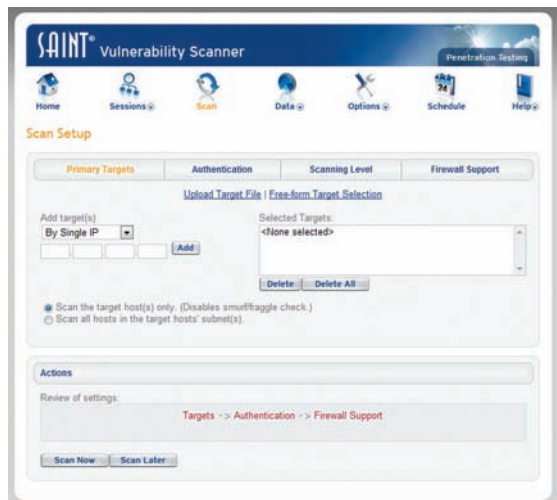 SAINT® Vulnerability Scanner
Penetration Testing
Home Sessions Scan Data Options Schedule Help
24
Scan Setup
Primary Targets Authentication Scanning Level Firewall Support
Upload Target File | Free-form Target Selection
Add target(s)
By Single IP
Add
Selected Targets:
<None selected>
Delete Delete All
Scan the target host(s) only. (Disables smurf/fraggle check.)
Scan all hosts in the target hosts' subnet(s).
Actions
Review of settings:
Targets -> Authentication -> Firewall Support
Scan Now Scan Later